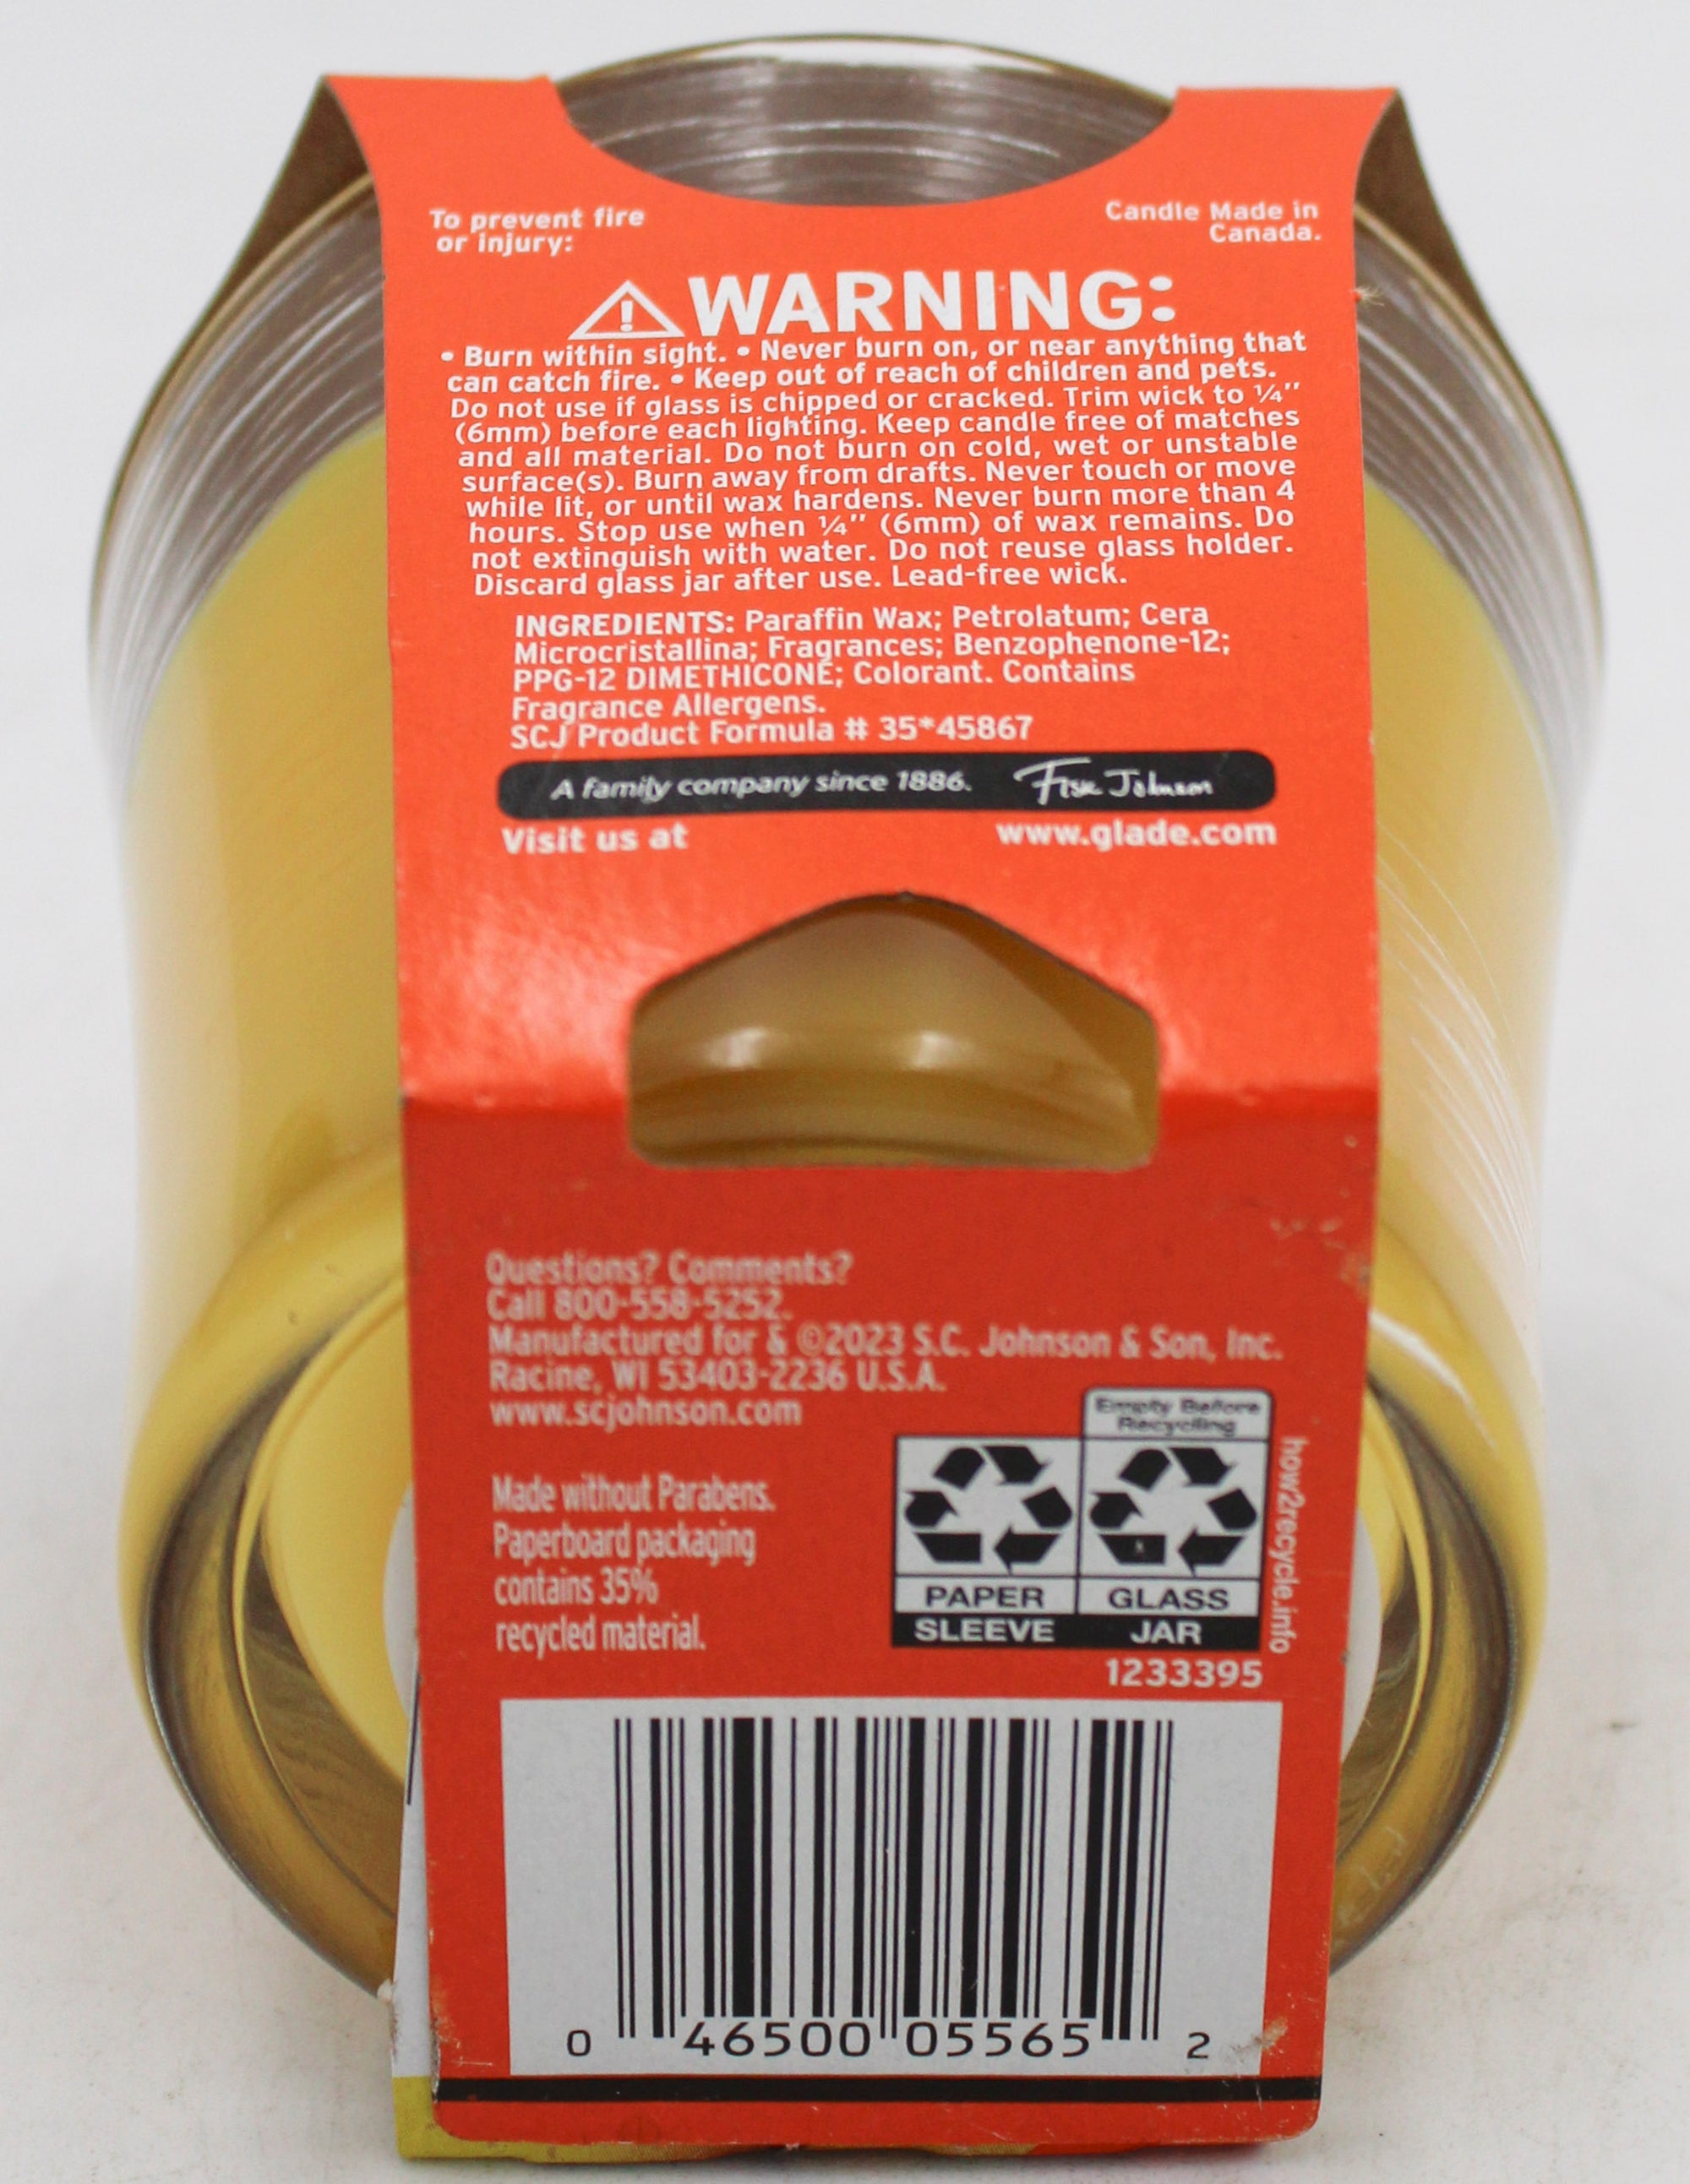 To prevent fire
or injury:
Candle Made in
Canada.
WARNING:
• Burn within sight. • Never burn on, or near anything that
can catch fire. • Keep out of reach of children and pets.
Do not use if glass is chipped or cracked. Trim wick to ¼"
(6mm) before each lighting. Keep candle free of matches
and all material. Do not burn on cold, wet or unstable
surface(s). Burn away from drafts. Never touch or move
while lit, or until wax hardens. Never burn more than 4
hours. Stop use when ¼" (6mm) of wax remains. Do
not extinguish with water. Do not reuse glass holder.
Discard glass jar after use. Lead-free wick.
INGREDIENTS: Paraffin Wax; Petrolatum; Cera
Microcristallina; Fragrances; Benzophenone-12;
PPG-12 DIMETHICONE; Colorant. Contains
Fragrance Allergens.
SCJ Product Formula # 35*45867
A family company since 1886. Fisk Johnson
Visit us at www.glade.com
Questions? Comments?
Call 800-558-5252.
Manufactured for & ©2023 S.C. Johnson & Son, Inc.
Racine, WI 53403-2236 U.S.A.
www.scjohnson.com
Made without Parabens.
Paperboard packaging
contains 35%
recycled material.
Empty Before
Recycling
PAPER GLASS
SLEEVE JAR
how2recycle.info
1233395
0 46500 05565 2